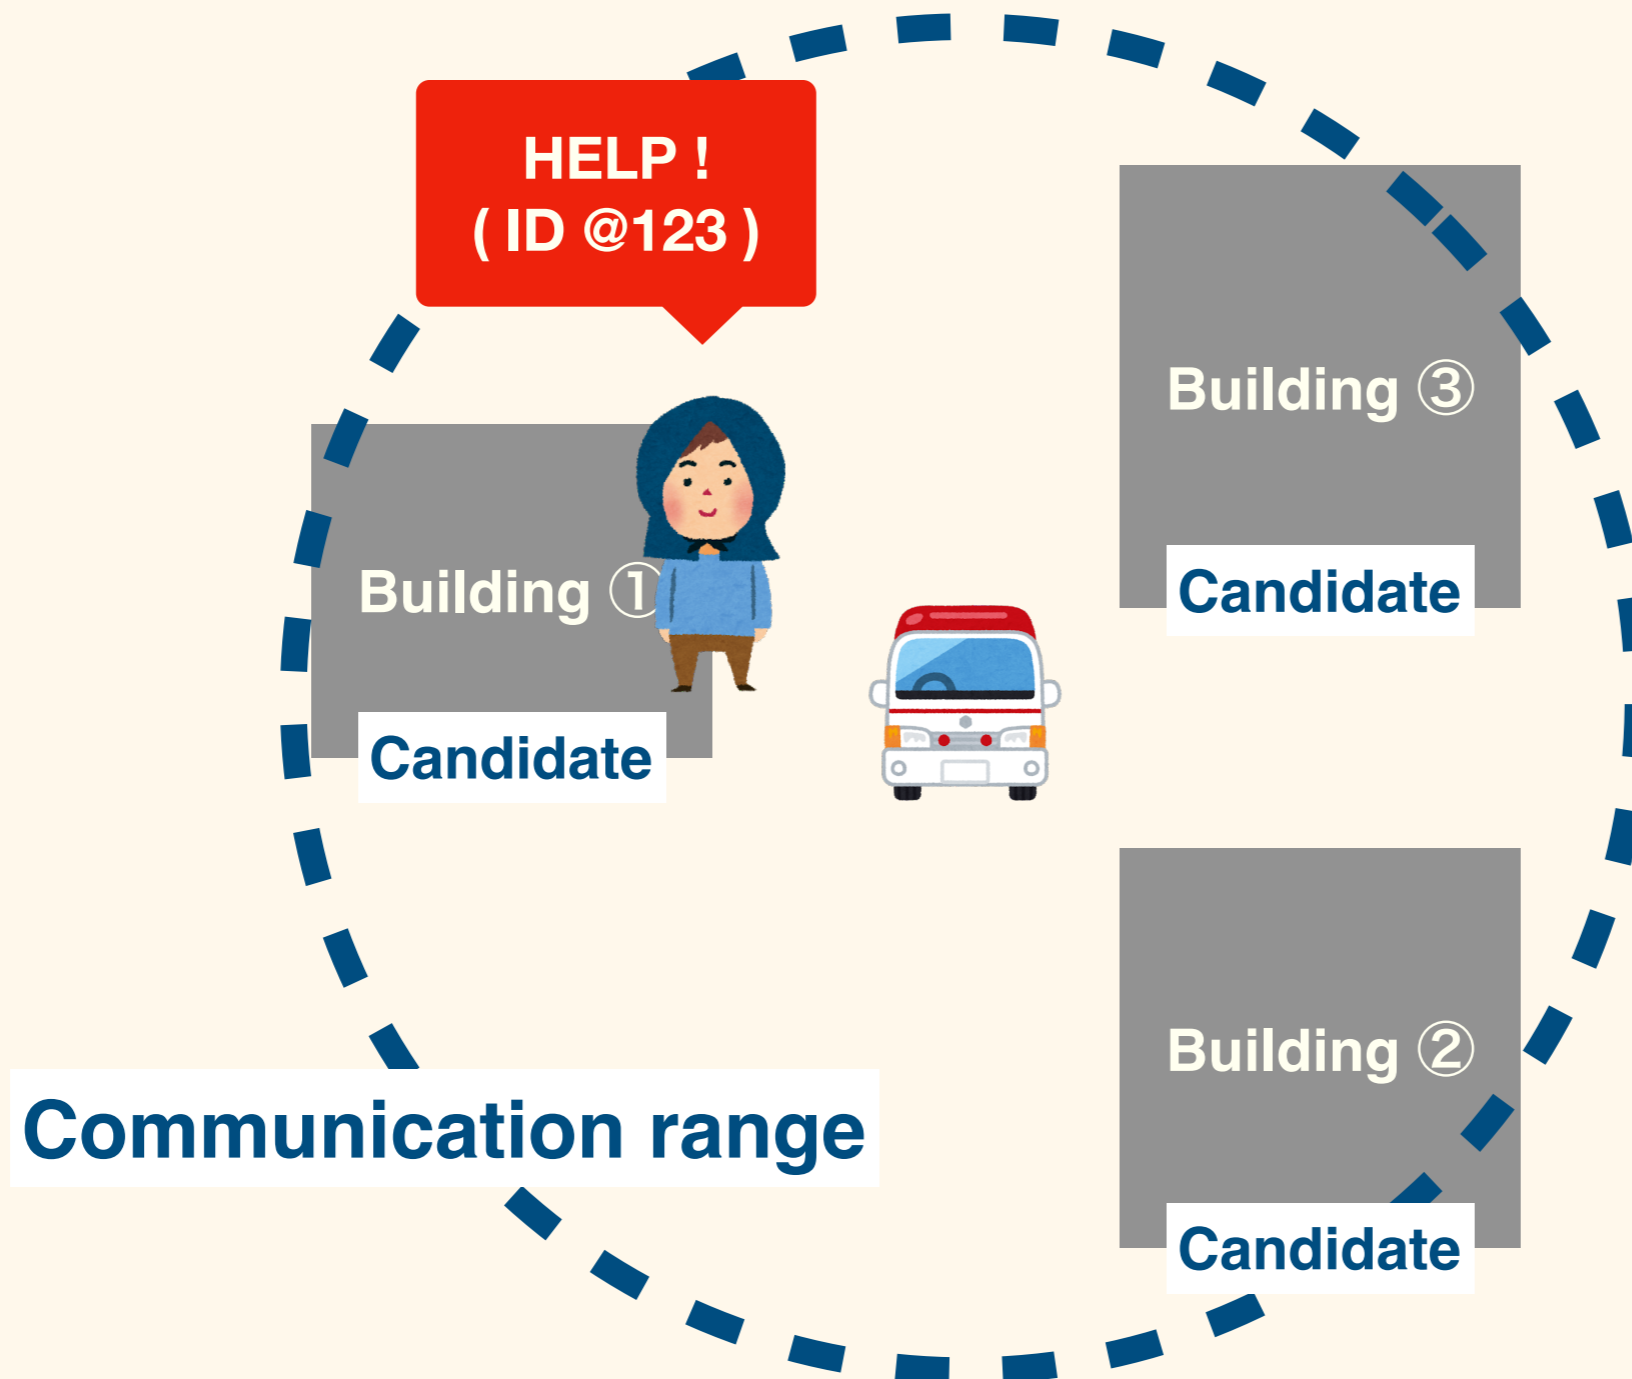 HELP !
( ID @123 )
Building ③
Candidate
Building ①
Candidate
Building ②
Candidate
Communication range